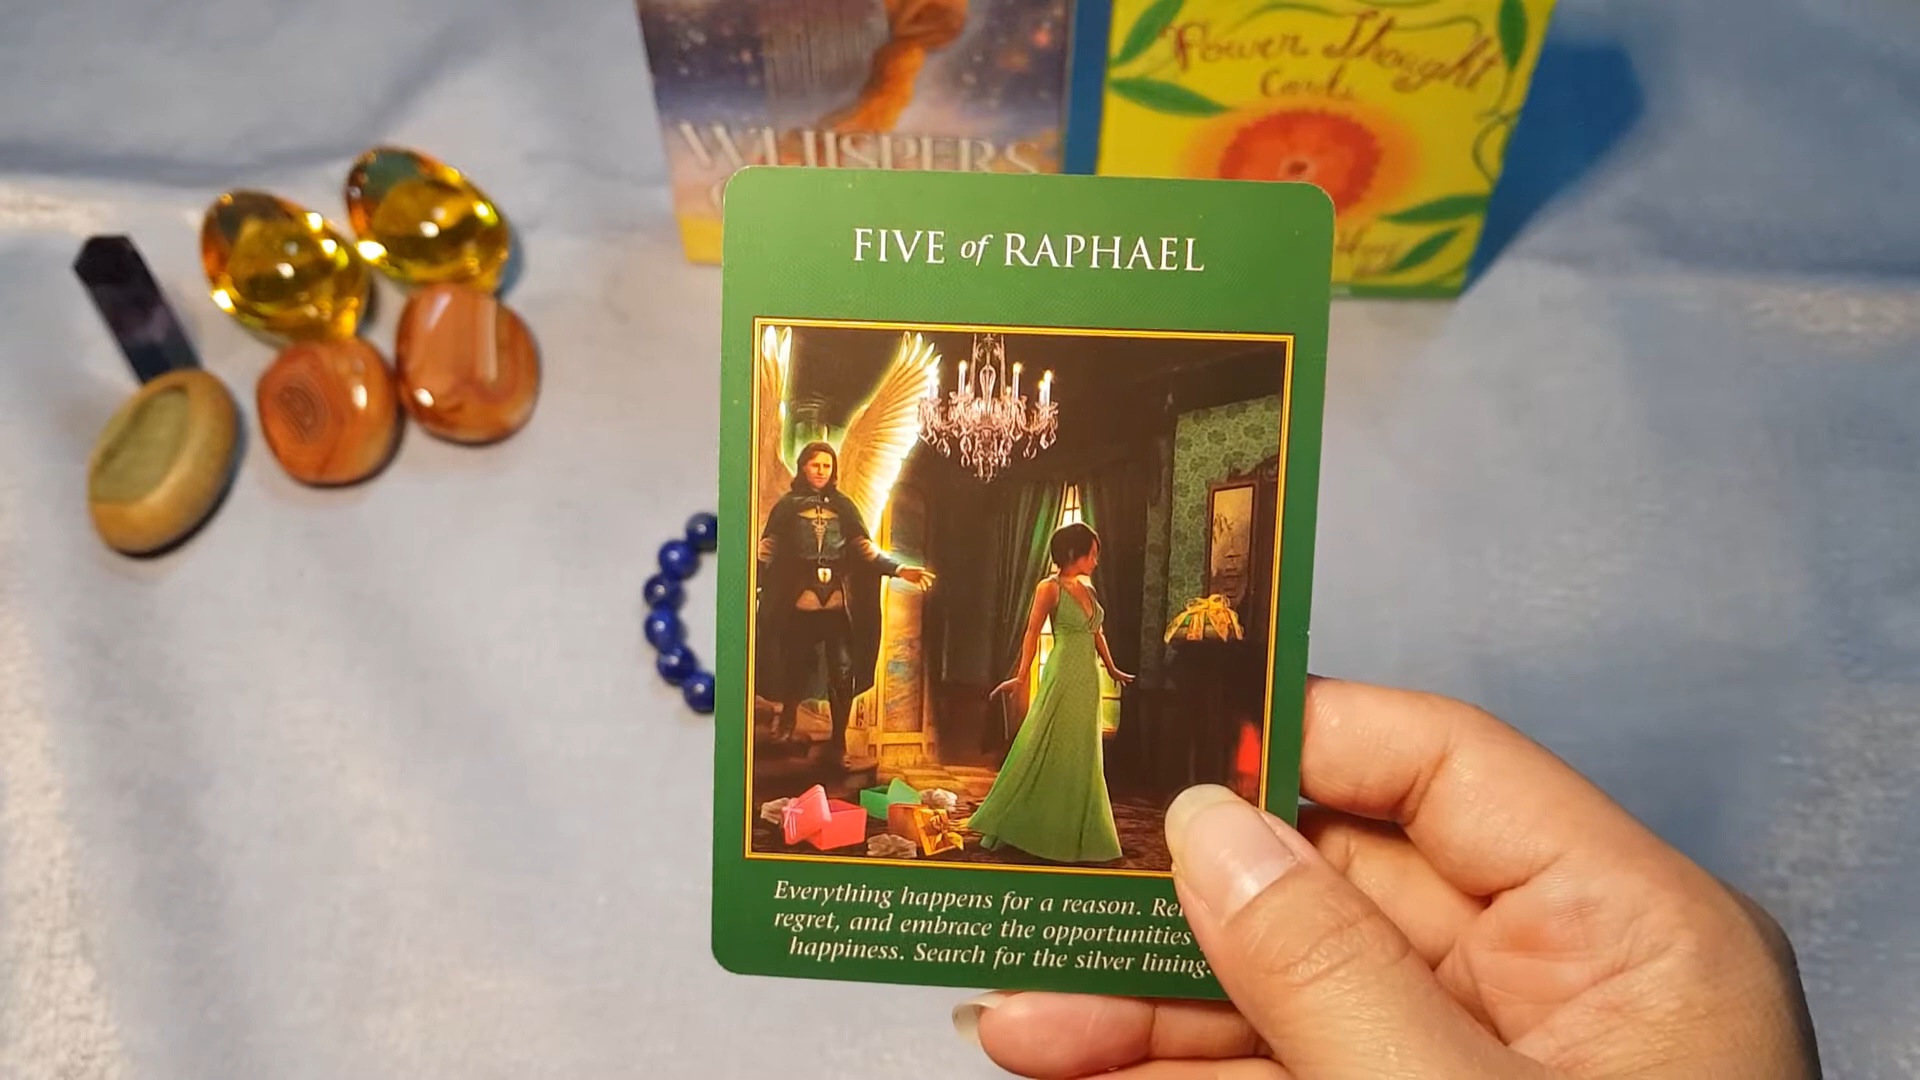 WHISPERS
Power Thought
Cards
FIVE of RAPHAEL
Everything happens for a reason.
regret, and embrace the opportunities
happiness. Search for the silver lining.